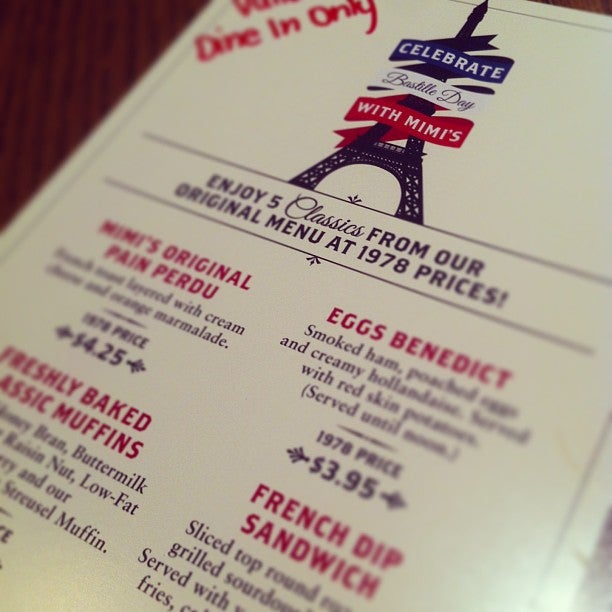 Dine In Only
CELEBRATE
Bastille Day
WITH MIMI'S
ENJOY 5 Classics FROM OUR
ORIGINAL MENU AT 1978 PRICES!
MIMI'S ORIGINAL
PAIN PERDU
French toast layered with cream
cheese and orange marmalade.
1978 PRICE
$4.25
EGGS BENEDICT
Smoked ham, poached eggs
and creamy hollandaise. Served
with red skin potatoes.
(Served until noon.)
1978 PRICE
$3.95
FRESHLY BAKED
ASSIC MUFFINS
Honey Bran, Buttermilk
Raisin Nut, Low-Fat
and our
Streusel Muffin.
FRENCH DIP
SANDWICH
Sliced top round
grilled sourdough
Served with
fries,